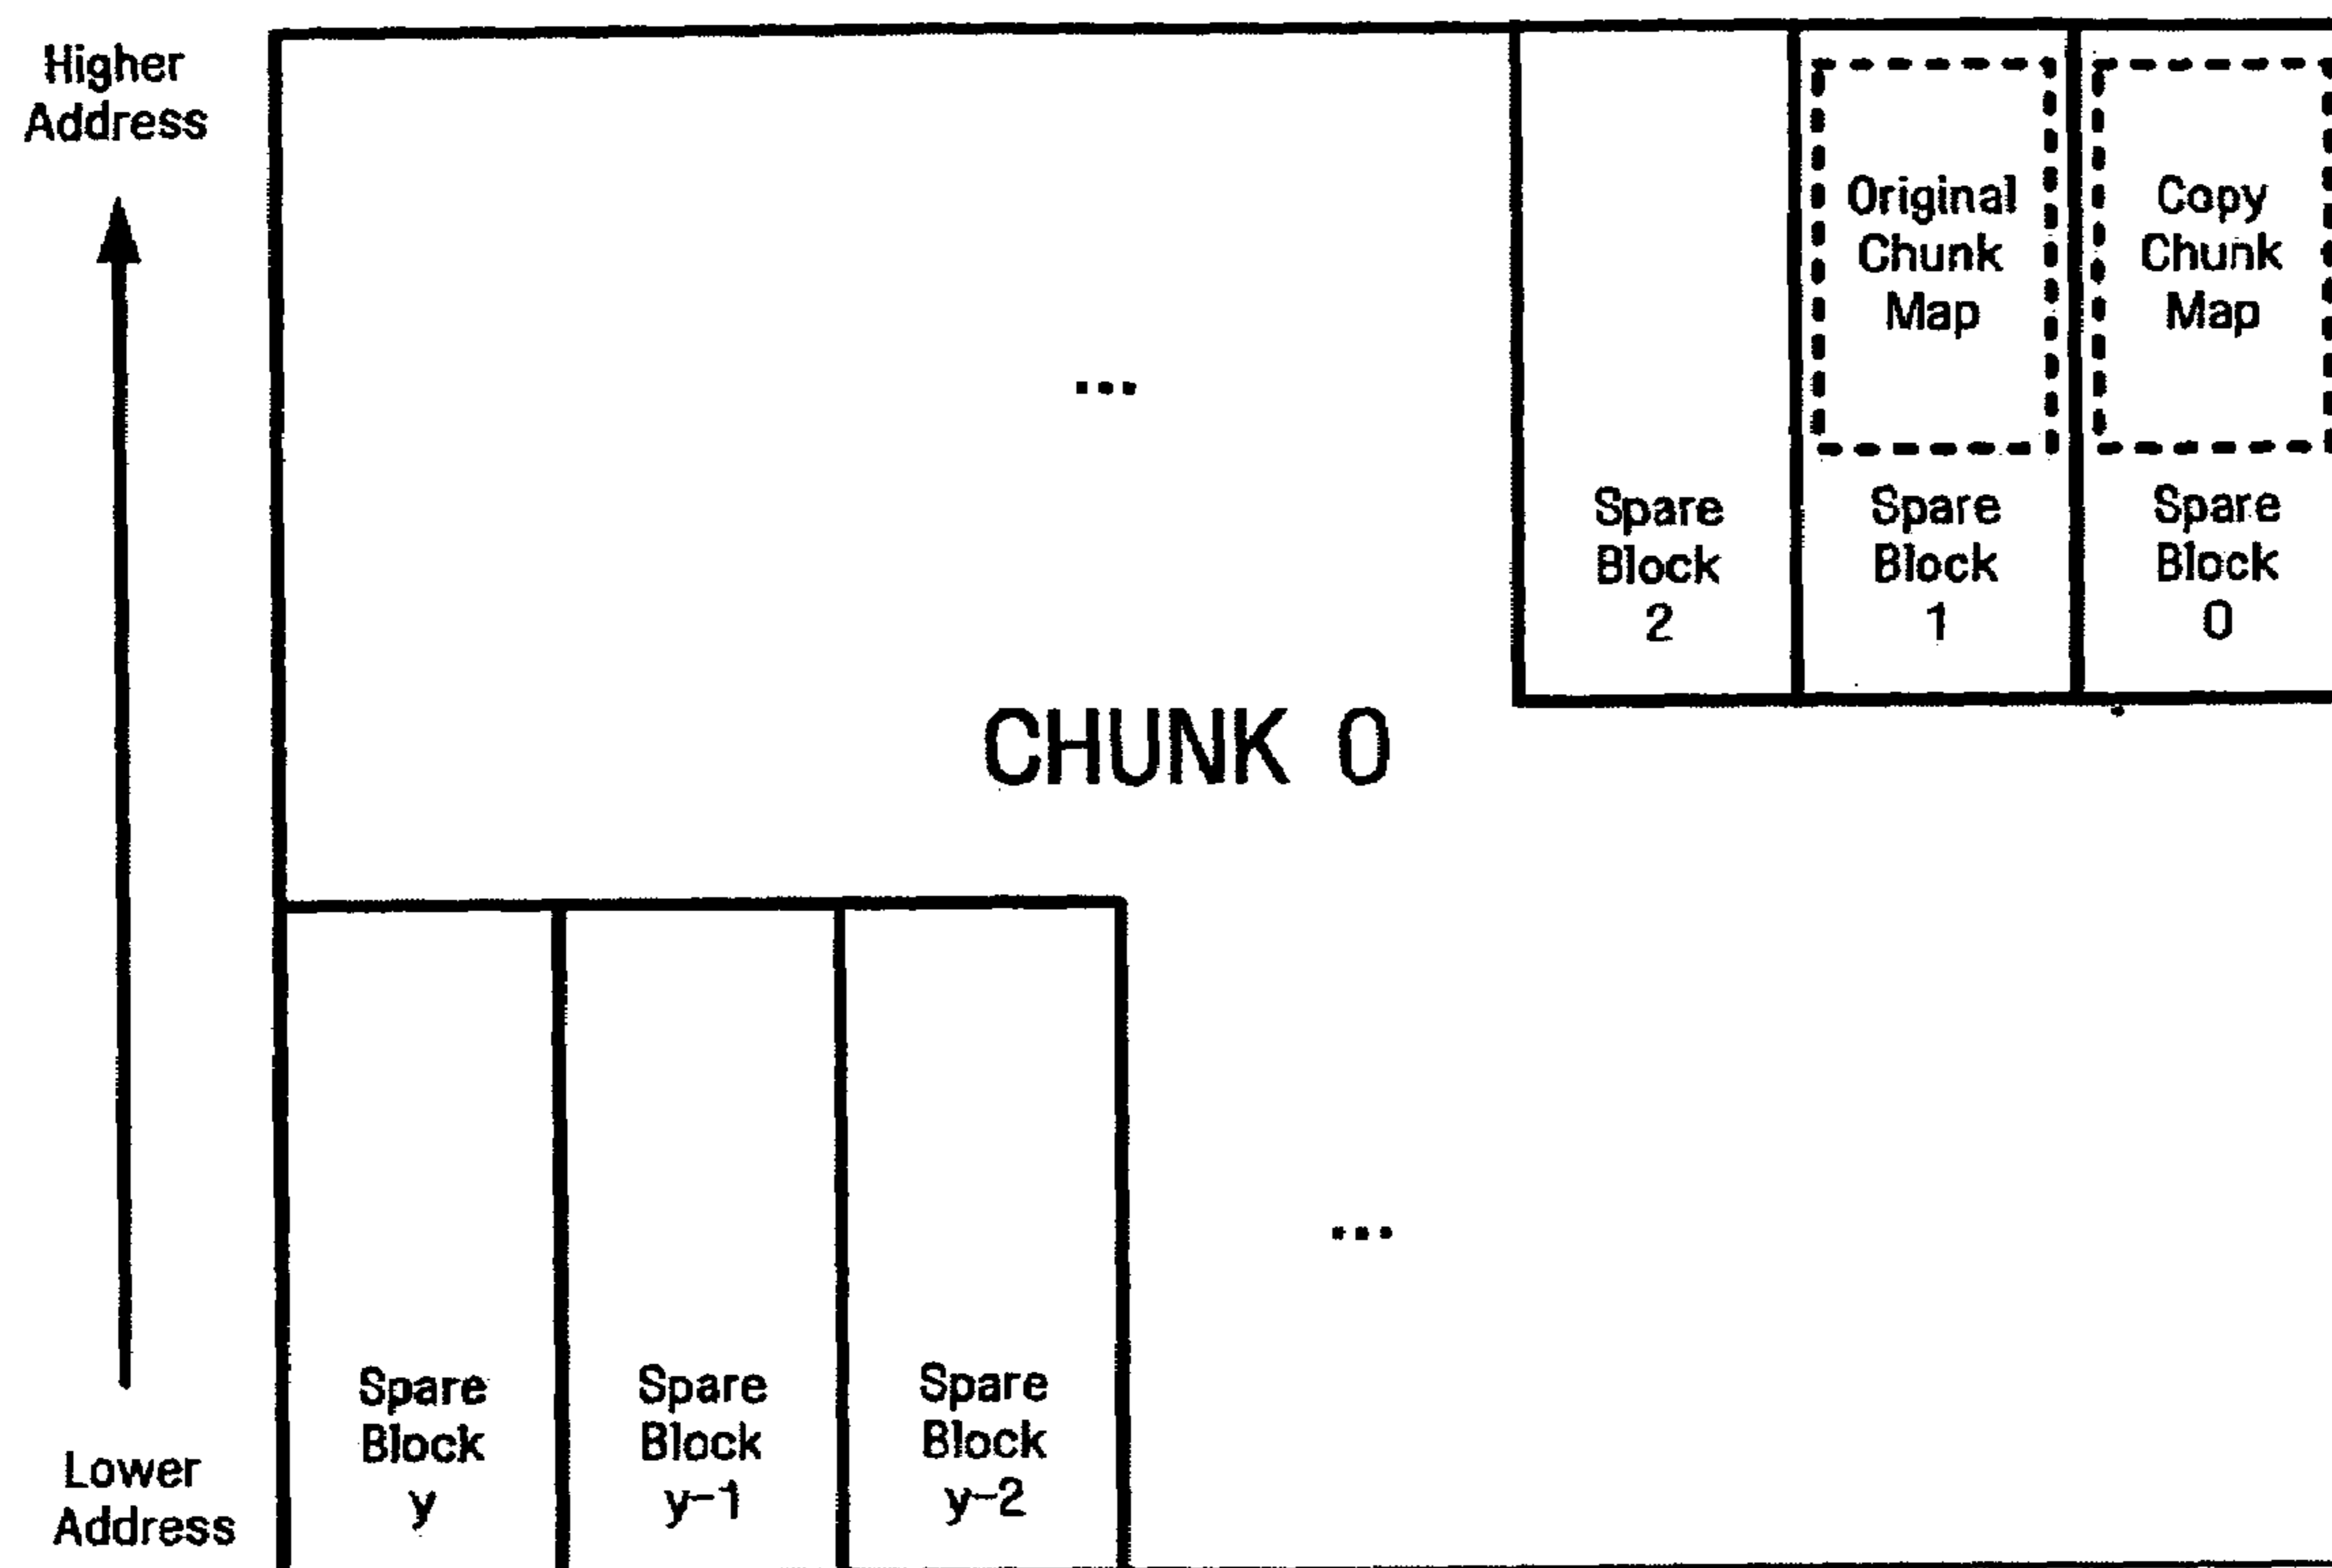 Higher
Address
Original
Chunk
Map
Copy
Chunk
Map
...
Spare
Block
2
Spare
Block
1
Spare
Block
0
CHUNK 0
...
Spare
Block
y
Spare
Block
y-1
Spare
Block
y-2
Lower
Address